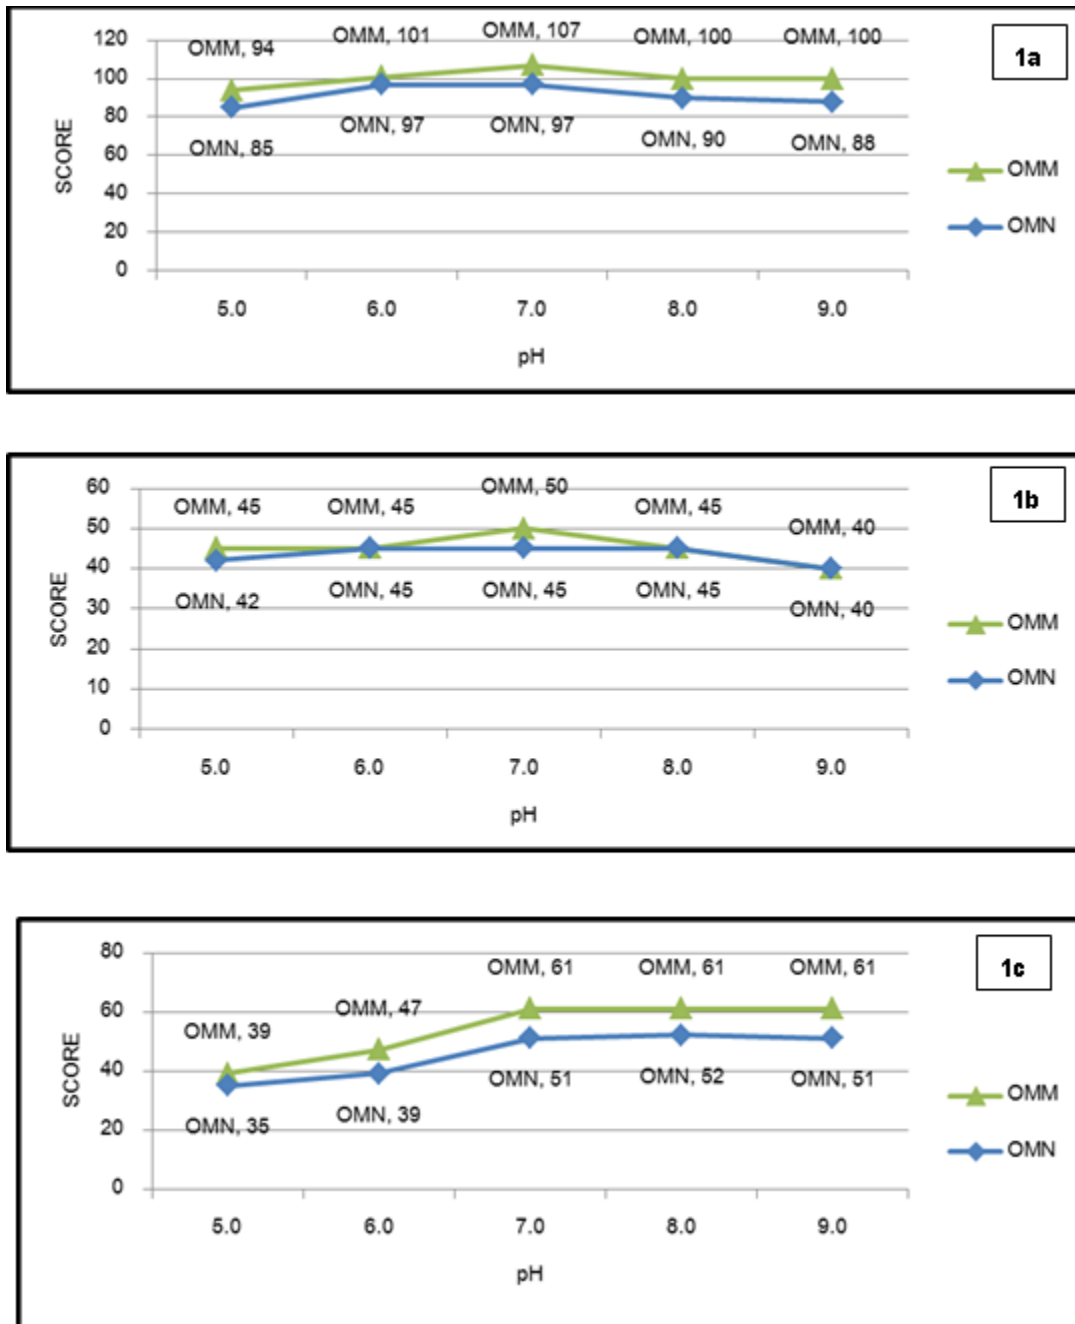 1a
120
100
80
60
40
20
0
SCORE
OMM, 94
OMM, 101
OMM, 107
OMM, 100
OMM, 100
OMN, 85
OMN, 97
OMN, 97
OMN, 90
OMN, 88
OMM
OMN
5.0 6.0 7.0 8.0 9.0
pH
1b
60
50
40
30
20
10
0
SCORE
OMM, 45
OMM, 45
OMM, 50
OMM, 45
OMM, 40
OMN, 42
OMN, 45
OMN, 45
OMN, 45
OMN, 40
OMM
OMN
5.0 6.0 7.0 8.0 9.0
pH
1c
80
60
40
20
0
SCORE
OMM, 39
OMM, 47
OMM, 61
OMM, 61
OMM, 61
OMN, 35
OMN, 39
OMN, 51
OMN, 52
OMN, 51
OMM
OMN
5.0 6.0 7.0 8.0 9.0
pH